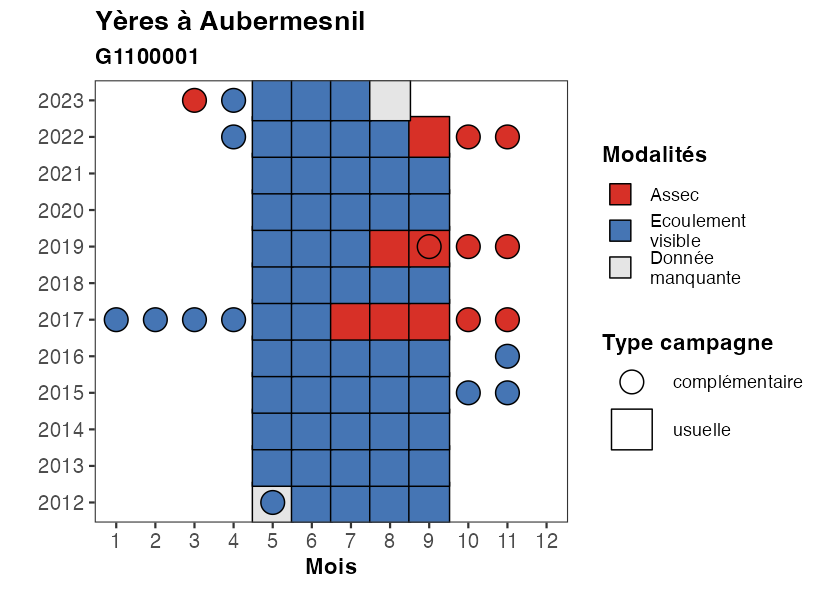 Yères à Aubermesnil
G1100001
2023
2022
2021
2020
2019
2018
2017
2016
2015
2014
2013
2012
1 2 3 4 5 6 7 8 9 10 11 12
Mois
Modalités
Assec
Ecoulement
visible
Donnée
manquante
Type campagne
complémentaire
usuelle